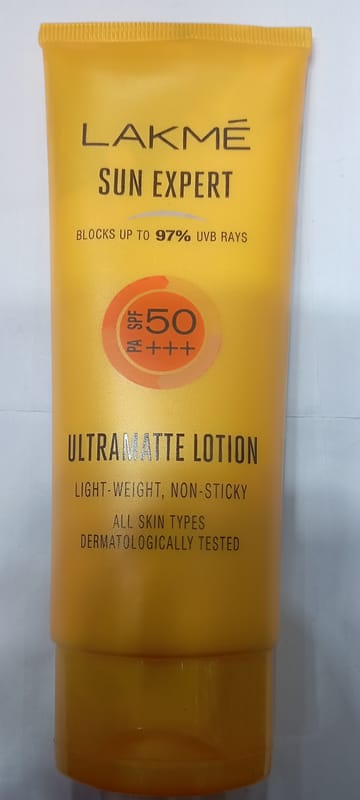 LAKMÉ
SUN EXPERT
BLOCKS UP TO 97% UVB RAYS
SPF 50
PA +++
ULTRAMATTE LOTION
LIGHT-WEIGHT, NON-STICKY
ALL SKIN TYPES
DERMATOLOGICALLY TESTED